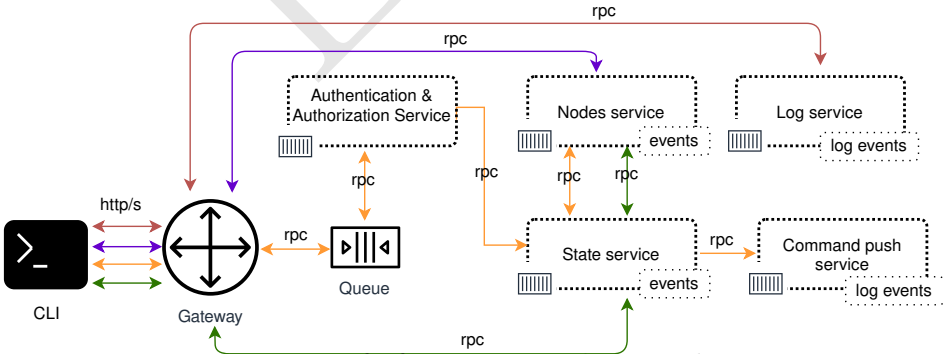 rpc
rpc
Authentication &
Authorization Service
Nodes service
events
Log service
log events
http/s
rpc
rpc
rpc
rpc
rpc
rpc
State service
events
Command push
service
log events
CLI
Gateway
Queue
rpc